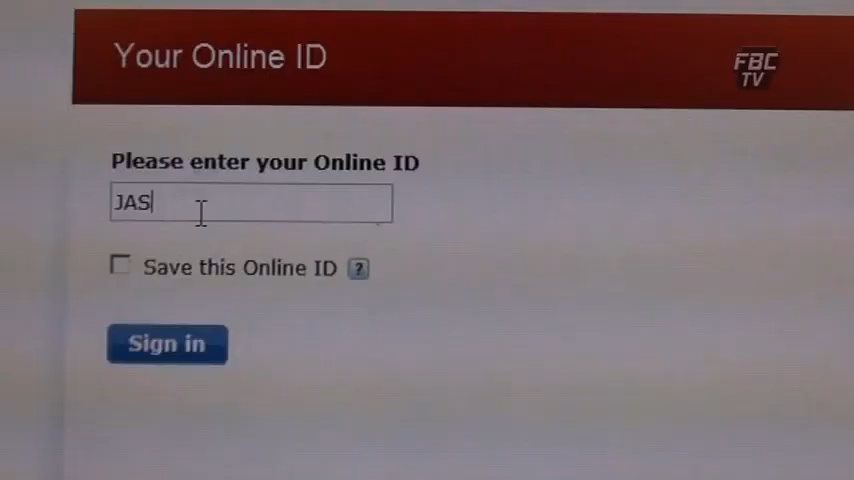 Your Online ID
FBC
TV
Please enter your Online ID
JAS
Save this Online ID ?
Sign in